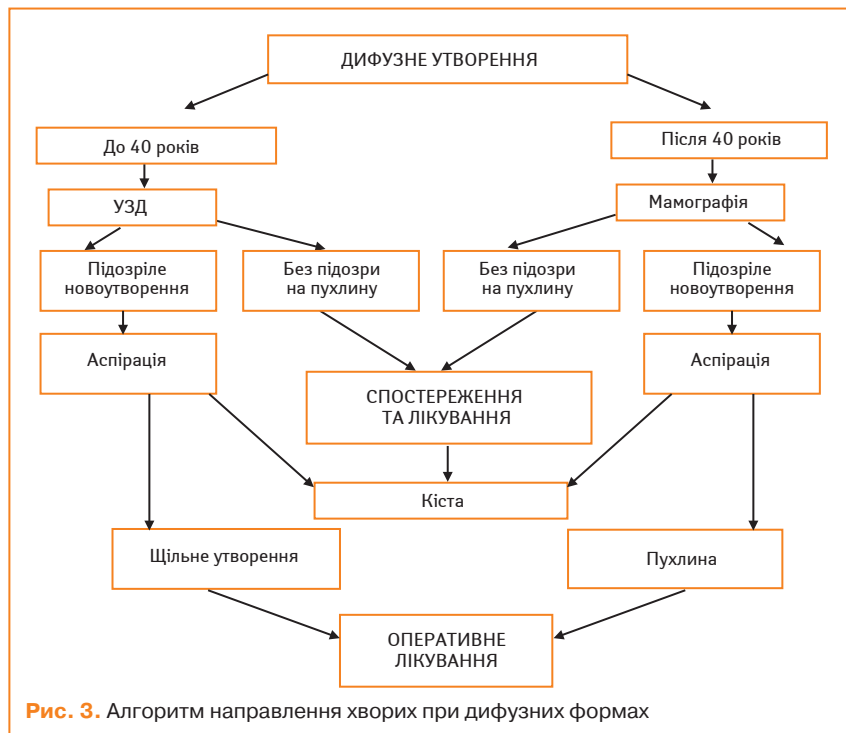 ДИФУЗНЕ УТВОРЕННЯ
До 40 років
Після 40 років
УЗД
Мамографія
Підозріле
новоутворення
Без підозри
на пухлину
Без підозри
на пухлину
Підозріле
новоутворення
Аспірація
СПОСТЕРЕЖЕННЯ
ТА ЛІКУВАННЯ
Аспірація
Кіста
Щільне утворення
Пухлина
ОПЕРАТИВНЕ
ЛІКУВАННЯ
Рис. 3. Алгоритм направлення хворих при дифузних формах